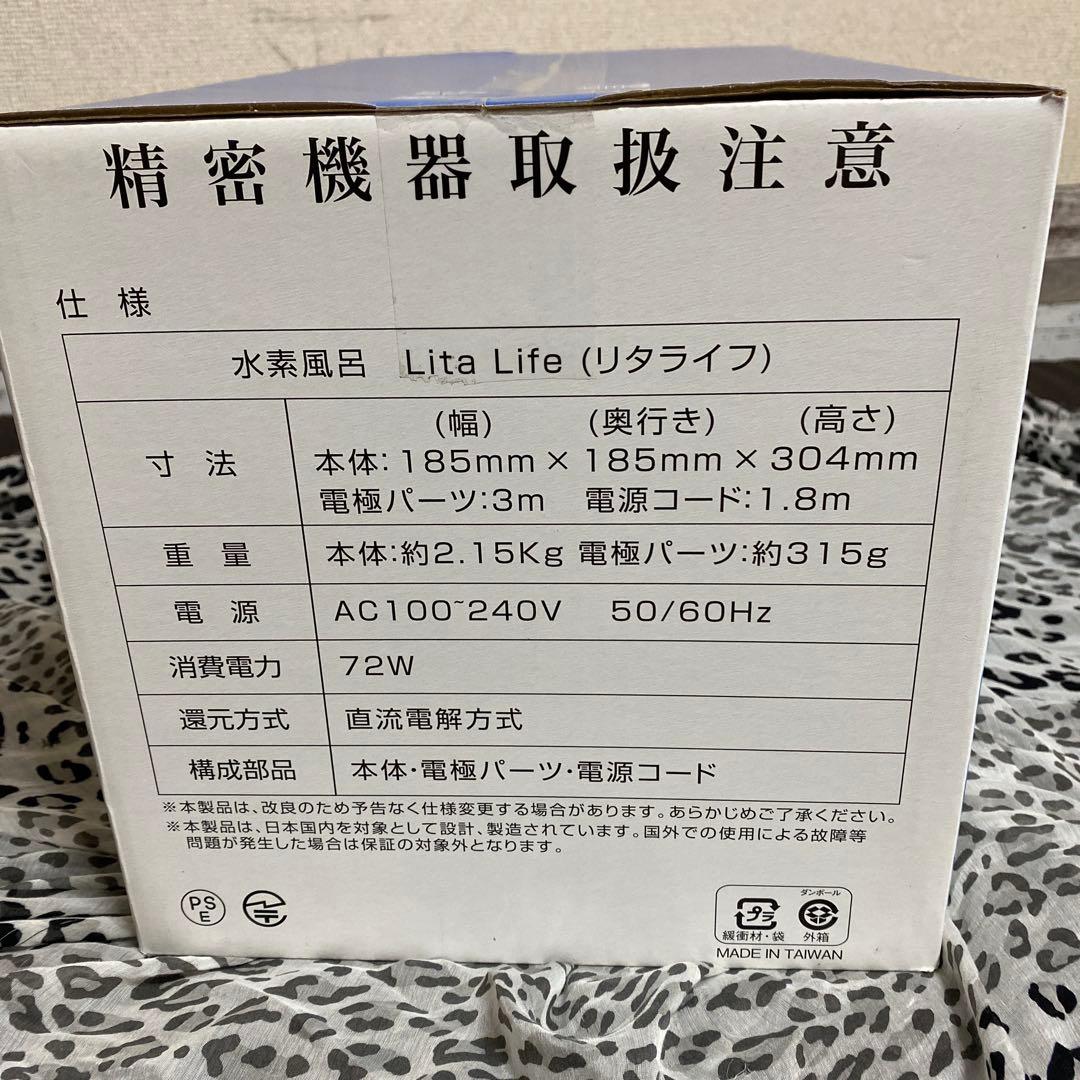 精密機器取扱注意
仕様
水素風呂 Lita Life (リタライフ)
寸法
(幅) (奥行き) (高さ)
本体:185mm×185mm×304mm
電極パーツ:3m 電源コード:1.8m
重量 本体:約2.15Kg 電極パーツ:約315g
電源 AC100~240V 50/60Hz
消費電力 72W
還元方式 直流電解方式
構成部品 本体・電極パーツ・電源コード
※本製品は、改良のため予告なく仕様変更する場合があります。あらかじめご了承ください。
※本製品は、日本国内を対象として設計、製造されています。国外での使用による故障等
問題が発生した場合は保証の対象外となります。
PS
E
ダンボール
プラ
緩衝材・袋 外箱
MADE IN TAIWAN